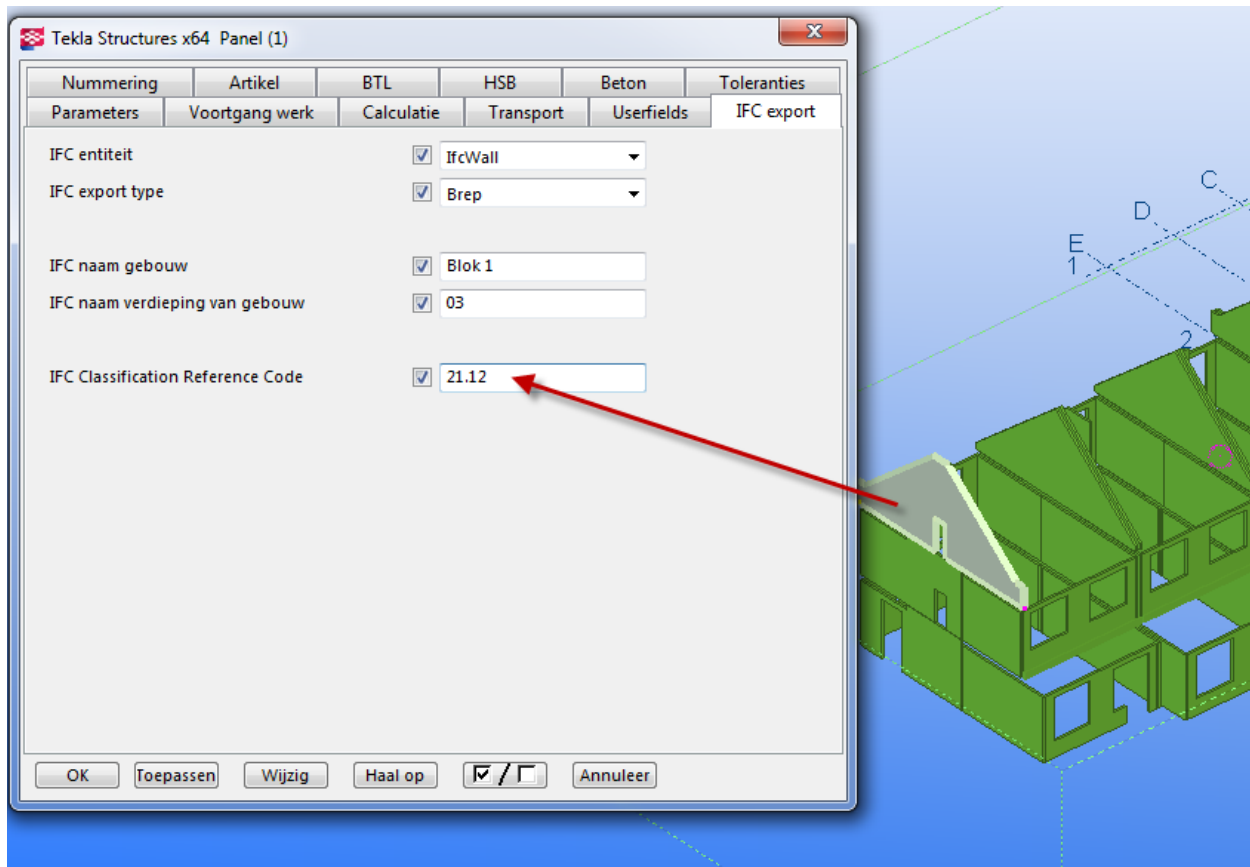 Tekla Structures x64 Panel (1)
Nummering Artikel BTL HSB Beton Toleranties
Parameters Voortgang werk Calculatie Transport Userfields IFC export
IFC entiteit IfcWall
IFC export type Brep
IFC naam gebouw Blok 1
IFC naam verdieping van gebouw 03
IFC Classification Reference Code 21.12
OK Toepassen Wijzig Haal op / Annuleer
C
D
E
1
2